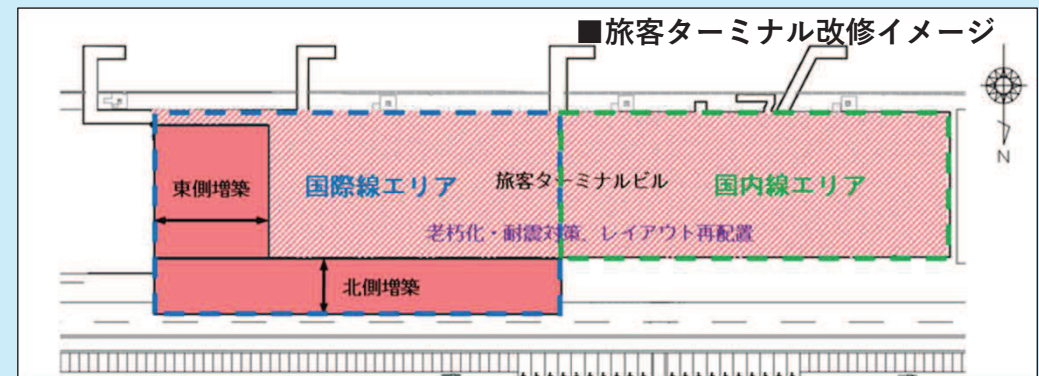 ■旅客ターミナル改修イメージ
N
東側増築
国際線エリア
旅客ターミナルビル
国内線エリア
老朽化・耐震対策、レイアウト再配置
北側増築